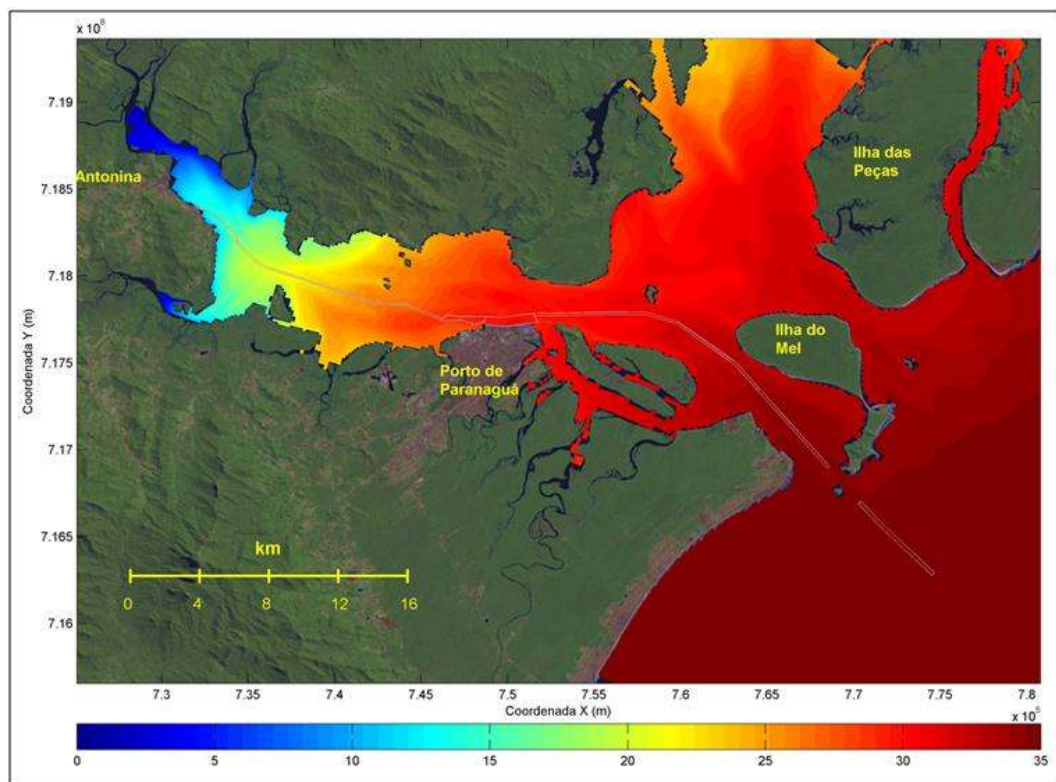 x 10⁶
7.19
7.185
7.18
7.175
7.17
7.165
7.16
Coordenada Y (m)
Antonina
Ilha das
Peças
Ilha do
Mel
Porto de
Paranaguá
km
0 4 8 12 16
7.3 7.35 7.4 7.45 7.5 7.55 7.6 7.65 7.7 7.75 7.8
Coordenada X (m)
x 10⁵
0 5 10 15 20 25 30 35